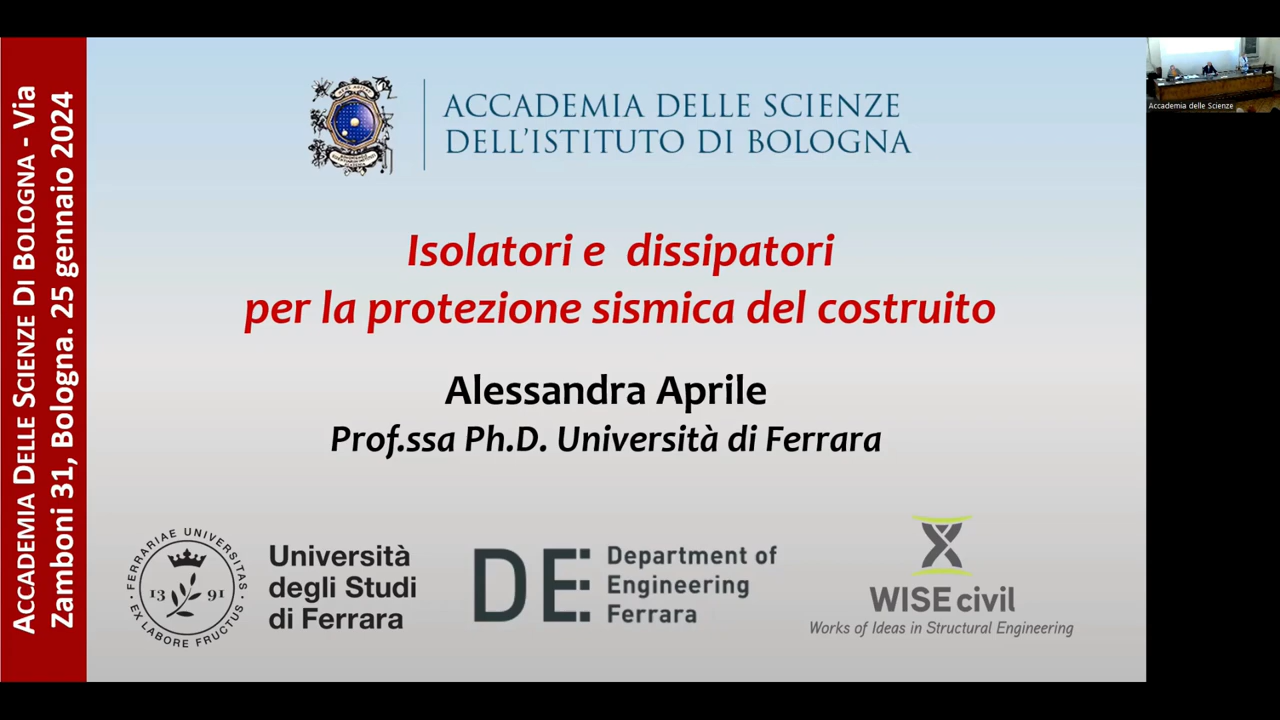 ACCADEMIA DELLE SCIENZE DI BOLOGNA - Via
Zamboni 31, Bologna. 25 gennaio 2024
ACCADEMIA DELLE SCIENZE
DELL'ISTITUTO DI BOLOGNA
Isolatori e dissipatori
per la protezione sismica del costruito
Alessandra Aprile
Prof.ssa Ph.D. Università di Ferrara
FERRARIAE UNIVERSITAS
13 91
EX LABORE FRUCTUS
Università
degli Studi
di Ferrara
DE
Department of
Engineering
Ferrara
WISE civil
Works of Ideas in Structural Engineering
Accademia delle Scienze